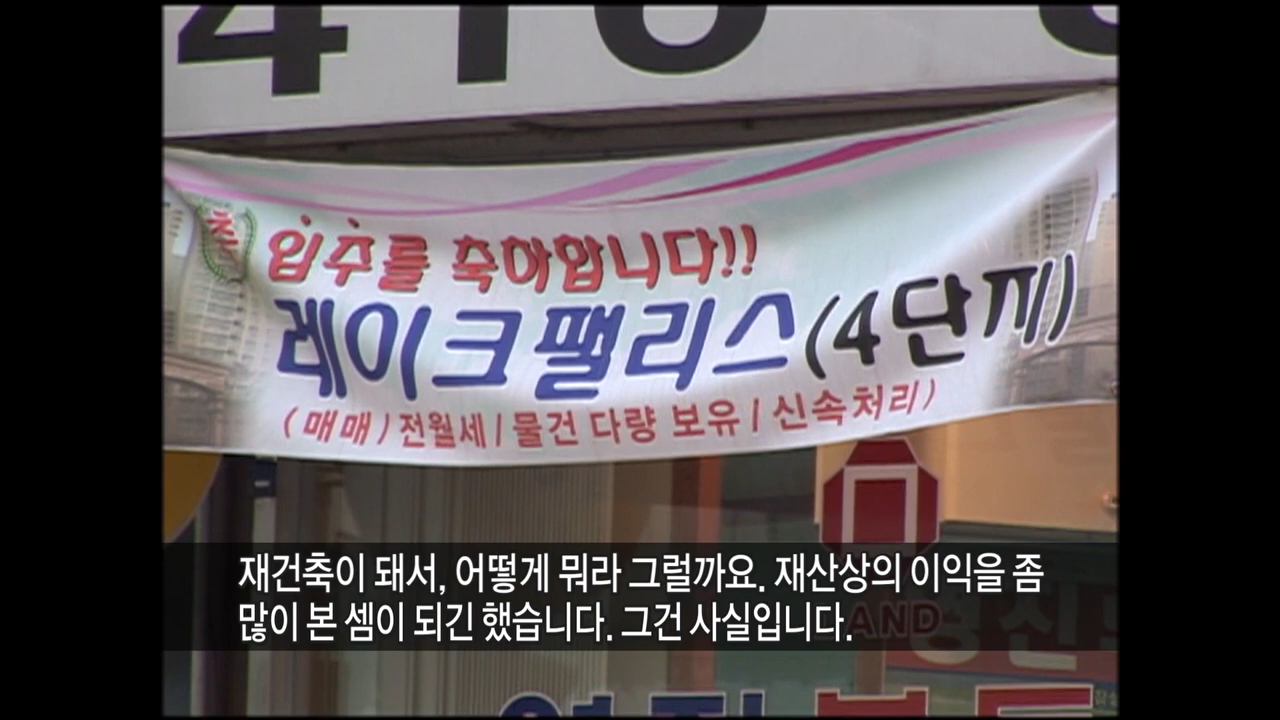 축
입주를 축하합니다!!
레이크팰리스(4단지)
(매매)전월세/물건 다량 보유/신속처리)
재건축이 돼서, 어떻게 뭐라 그럴까요. 재산상의 이익을 좀
많이 본 셈이 되긴 했습니다. 그건 사실입니다.
AND